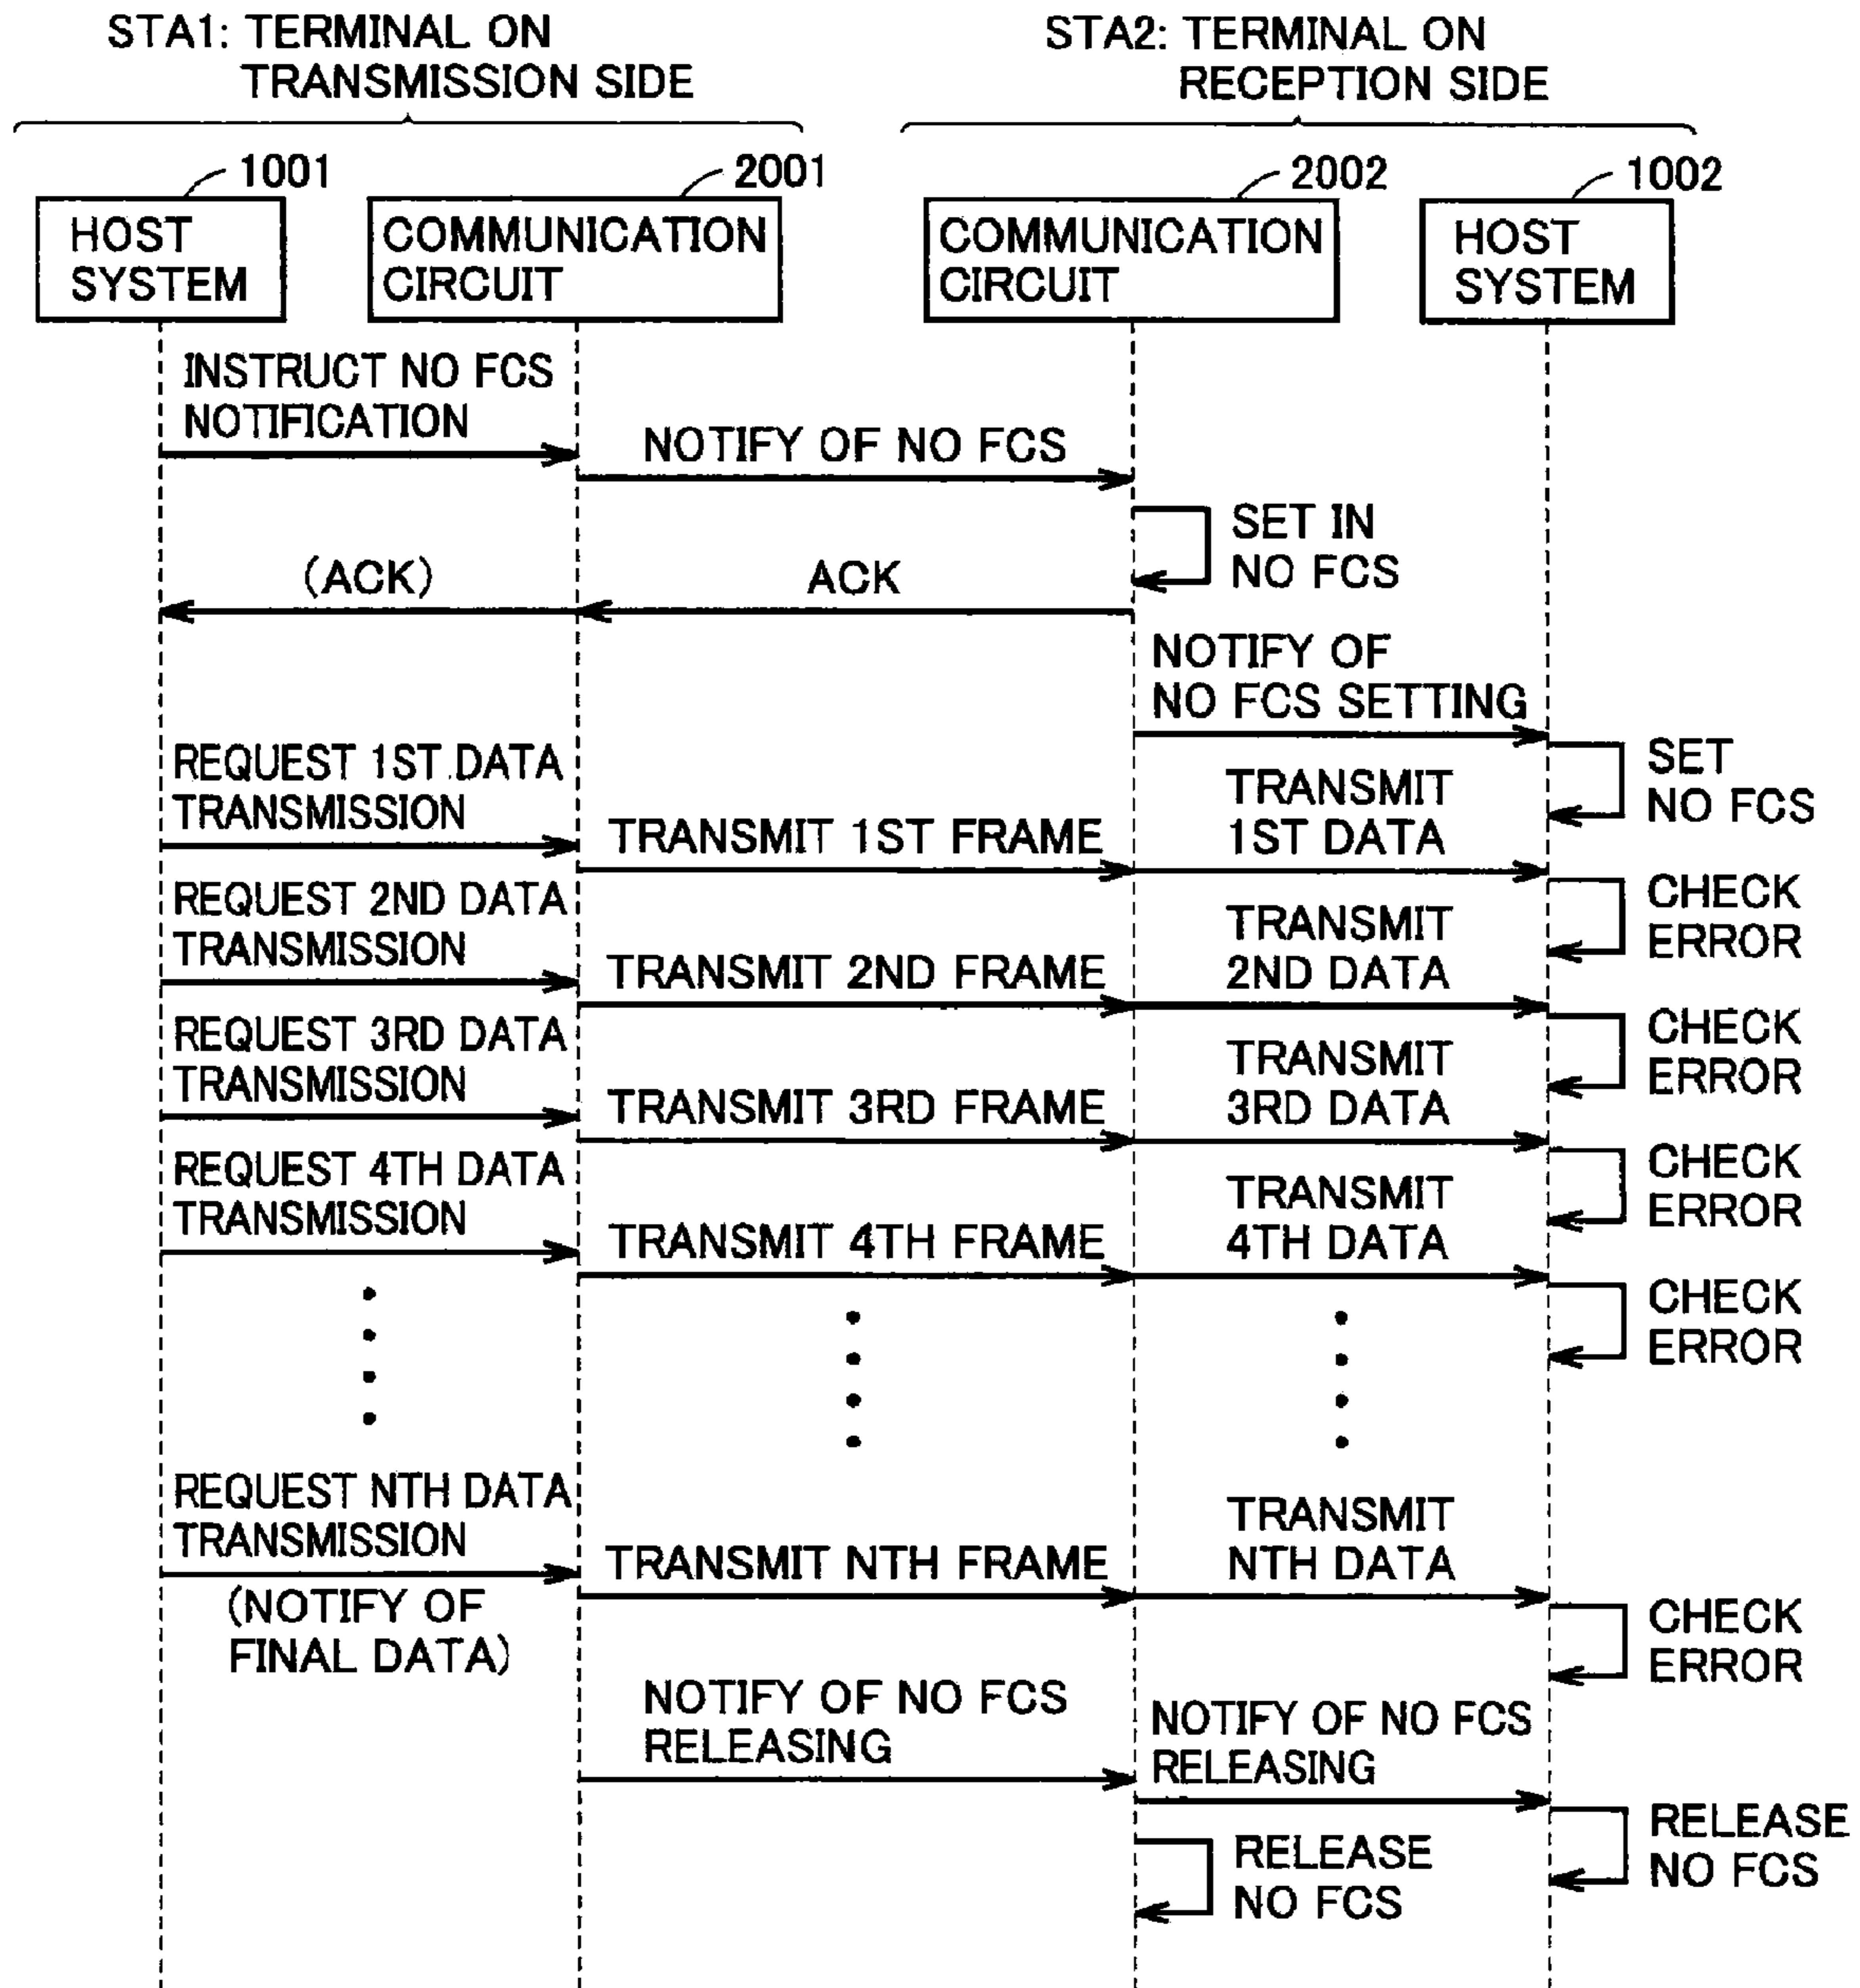 STA1: TERMINAL ON
TRANSMISSION SIDE
STA2: TERMINAL ON
RECEPTION SIDE
1001
2001
2002
1002
HOST
SYSTEM
COMMUNICATION
CIRCUIT
COMMUNICATION
CIRCUIT
HOST
SYSTEM
INSTRUCT NO FCS
NOTIFICATION
NOTIFY OF NO FCS
SET IN
NO FCS
(ACK)
ACK
NOTIFY OF
NO FCS SETTING
SET
NO FCS
REQUEST 1ST DATA
TRANSMISSION
TRANSMIT 1ST FRAME
TRANSMIT
1ST DATA
CHECK
ERROR
REQUEST 2ND DATA
TRANSMISSION
TRANSMIT 2ND FRAME
TRANSMIT
2ND DATA
CHECK
ERROR
REQUEST 3RD DATA
TRANSMISSION
TRANSMIT 3RD FRAME
TRANSMIT
3RD DATA
CHECK
ERROR
REQUEST 4TH DATA
TRANSMISSION
TRANSMIT 4TH FRAME
TRANSMIT
4TH DATA
CHECK
ERROR
REQUEST NTH DATA
TRANSMISSION
(NOTIFY OF
FINAL DATA)
TRANSMIT NTH FRAME
TRANSMIT
NTH DATA
CHECK
ERROR
NOTIFY OF NO FCS
RELEASING
NOTIFY OF NO FCS
RELEASING
RELEASE
NO FCS
RELEASE
NO FCS